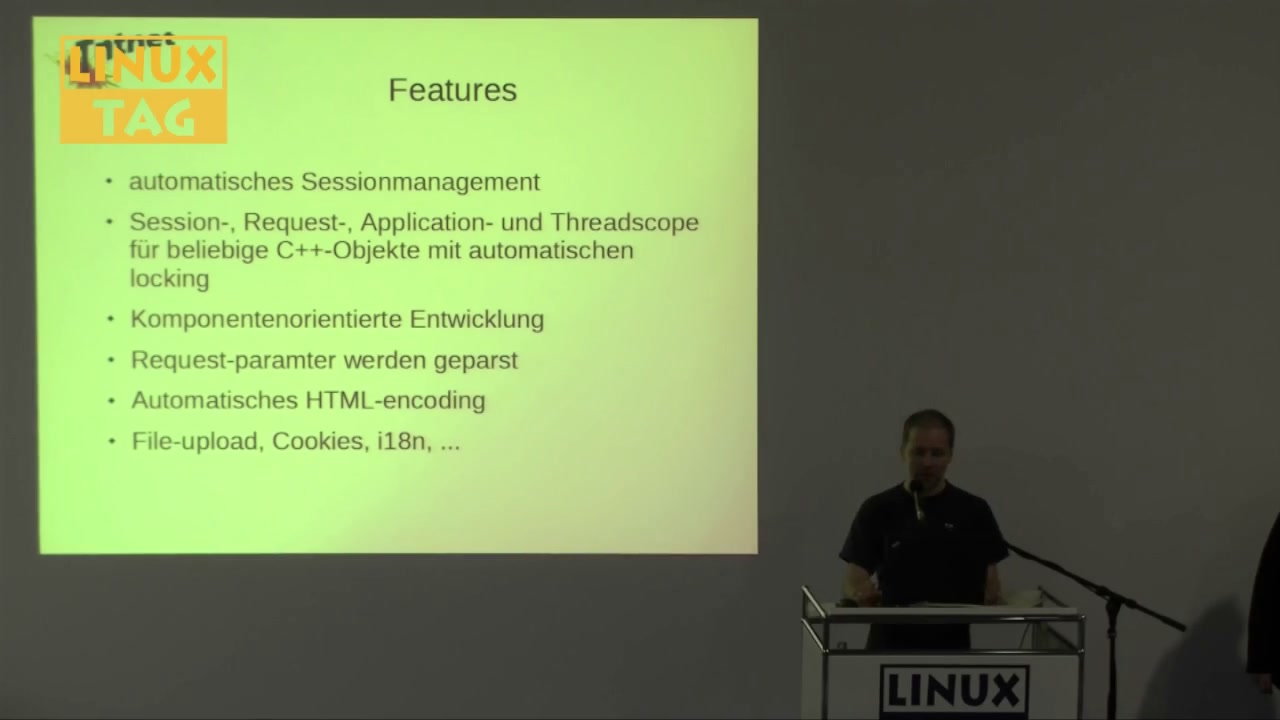 LINUX
TAG
Features
• automatisches Sessionmanagement
• Session-, Request-, Application- und Threadscope
für beliebige C++-Objekte mit automatischen
locking
• Komponentenorientierte Entwicklung
• Request-paramter werden geparst
• Automatisches HTML-encoding
• File-upload, Cookies, i18n, ...
LINUX